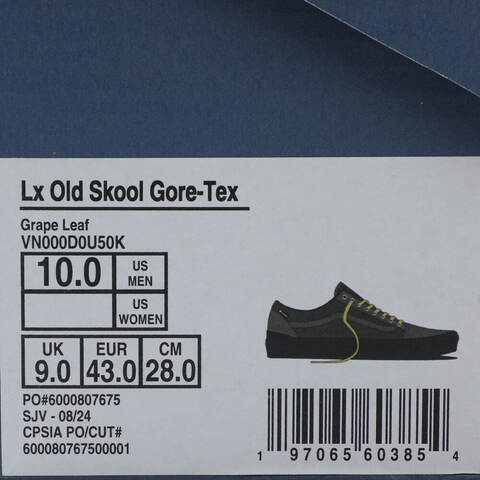 Lx Old Skool Gore-Tex
Grape Leaf
VN000D0U50K
10.0 US MEN
US WOMEN
UK EUR CM
9.0 43.0 28.0
PO#6000807675
SJV - 08/24
CPSIA PO/CUT#
600080767500001
1 97065 60385 4